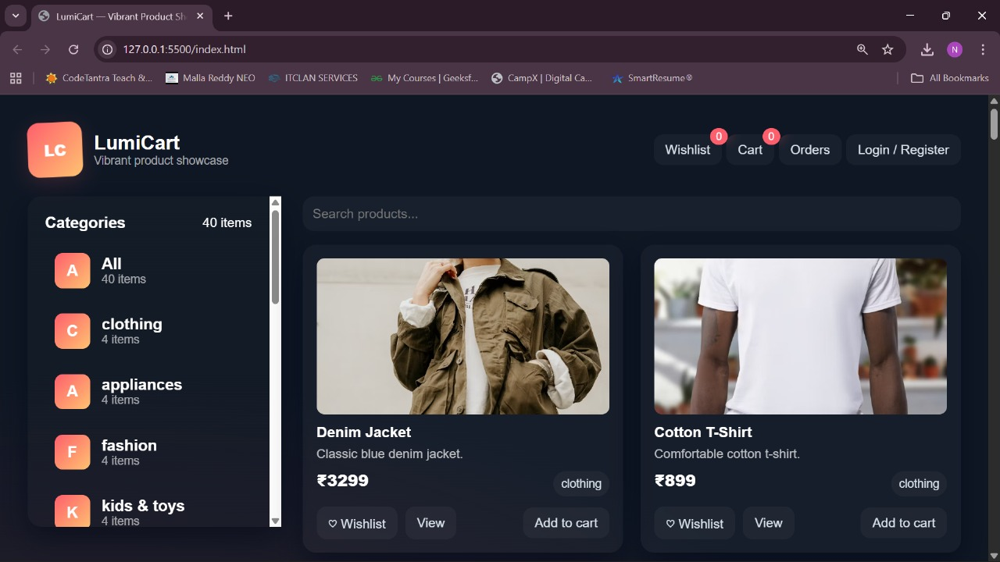 LumiCart — Vibrant Product Sh
127.0.0.1:5500/index.html
N
CodeTantra Teach &... Malla Reddy NEO ITCLAN SERVICES My Courses | Geeksf... CampX | Digital Ca... SmartResume® All Bookmarks
LC
LumiCart
Vibrant product showcase
Wishlist 0 Cart 0 Orders Login / Register
Categories 40 items
A All
40 items
C clothing
4 items
A appliances
4 items
F fashion
4 items
K kids & toys
4 items
Search products...
Denim Jacket
Classic blue denim jacket.
₹3299 clothing
♡ Wishlist View Add to cart
Cotton T-Shirt
Comfortable cotton t-shirt.
₹899 clothing
♡ Wishlist View Add to cart